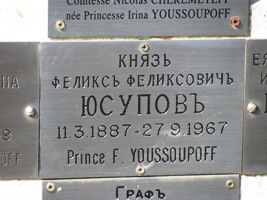 Comtesse Nicolas CHEREMETEFF
née Princesse Irina YOUSSOUPOFF
КНЯЗЬ
ФЕЛИКСЪ ФЕЛИКСОВИЧЪ
ЮСУПОВЪ
11.3.1887-27.9.1967
Prince F. YOUSSOUPOFF
ГРАФЪ